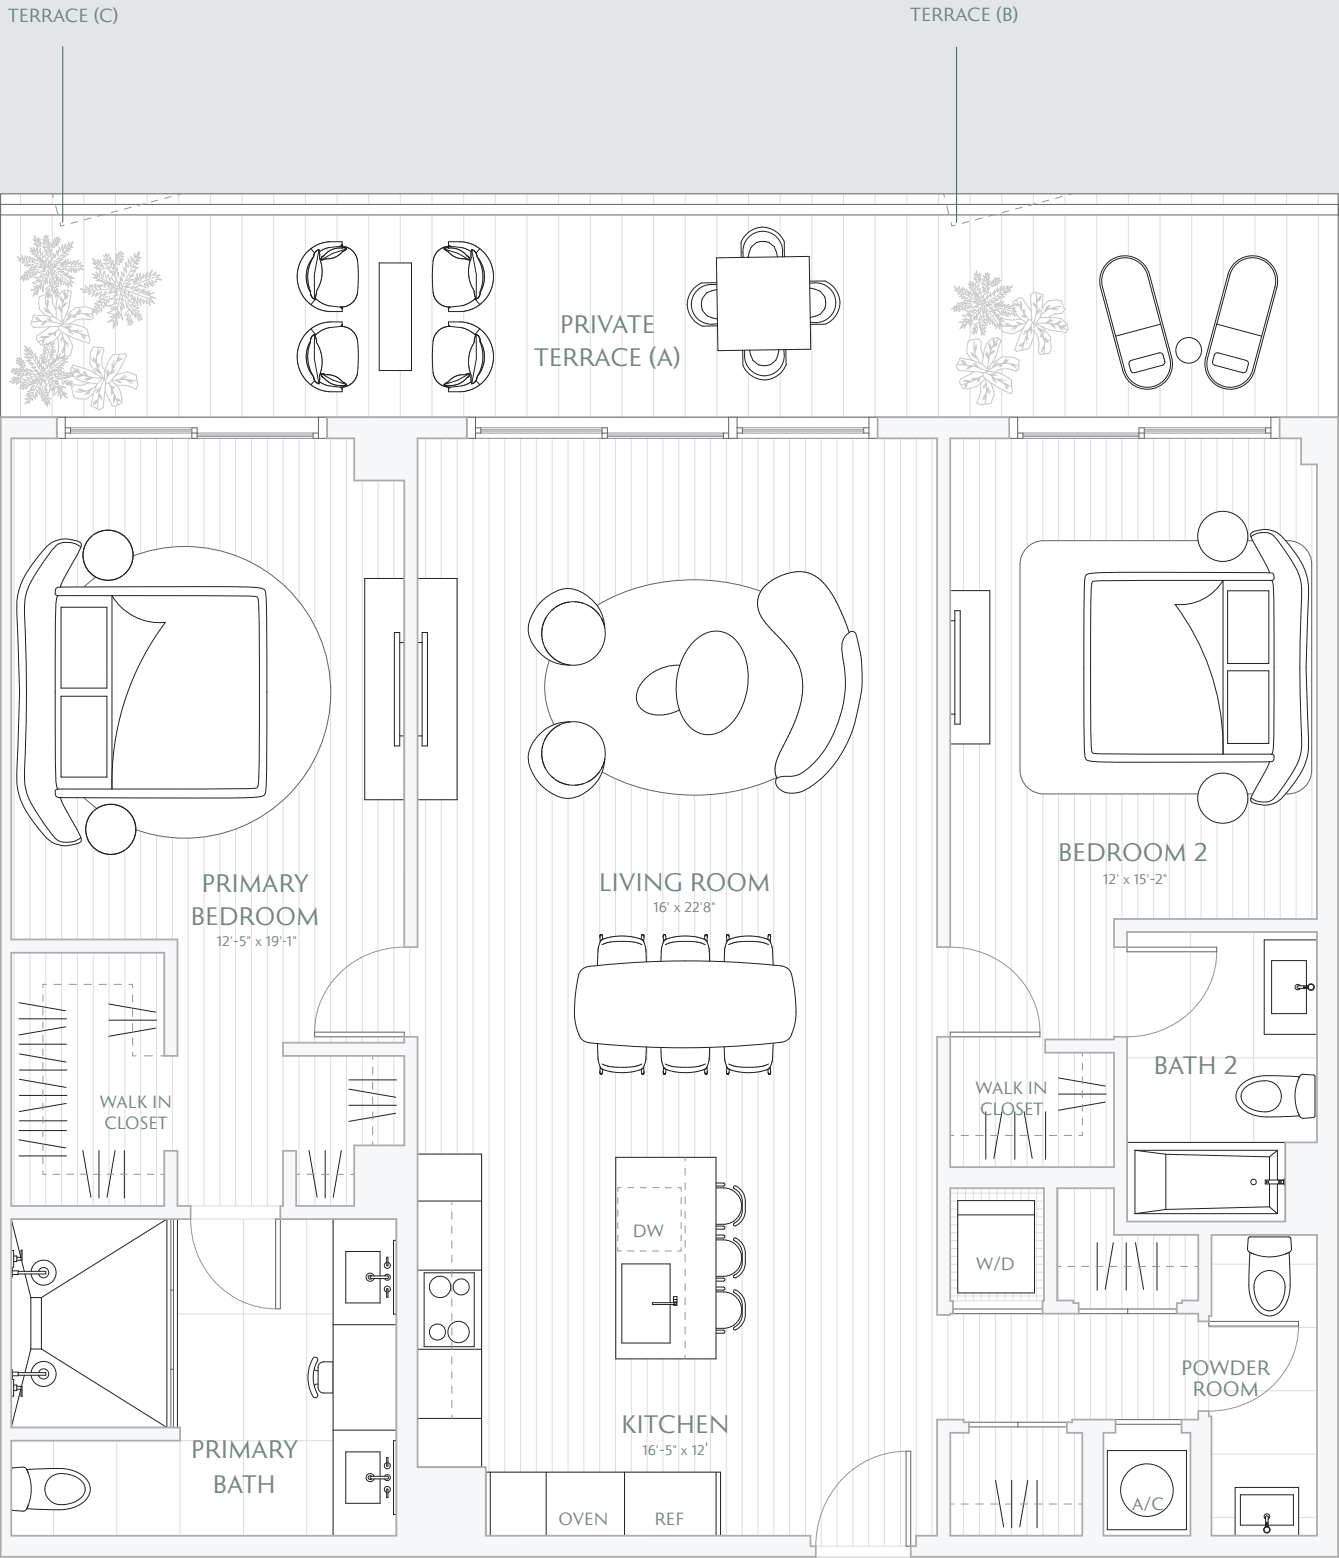 TERRACE (C)
TERRACE (B)
PRIVATE
TERRACE (A)
PRIMARY
BEDROOM
12'-5" x 19'-1"
LIVING ROOM
16' x 22'8"
BEDROOM 2
12' x 15'-2"
WALK IN
CLOSET
WALK IN
CLOSET
BATH 2
DW
W/D
PRIMARY
BATH
KITCHEN
16'-5" x 12'
POWDER
ROOM
OVEN
REF
A/C